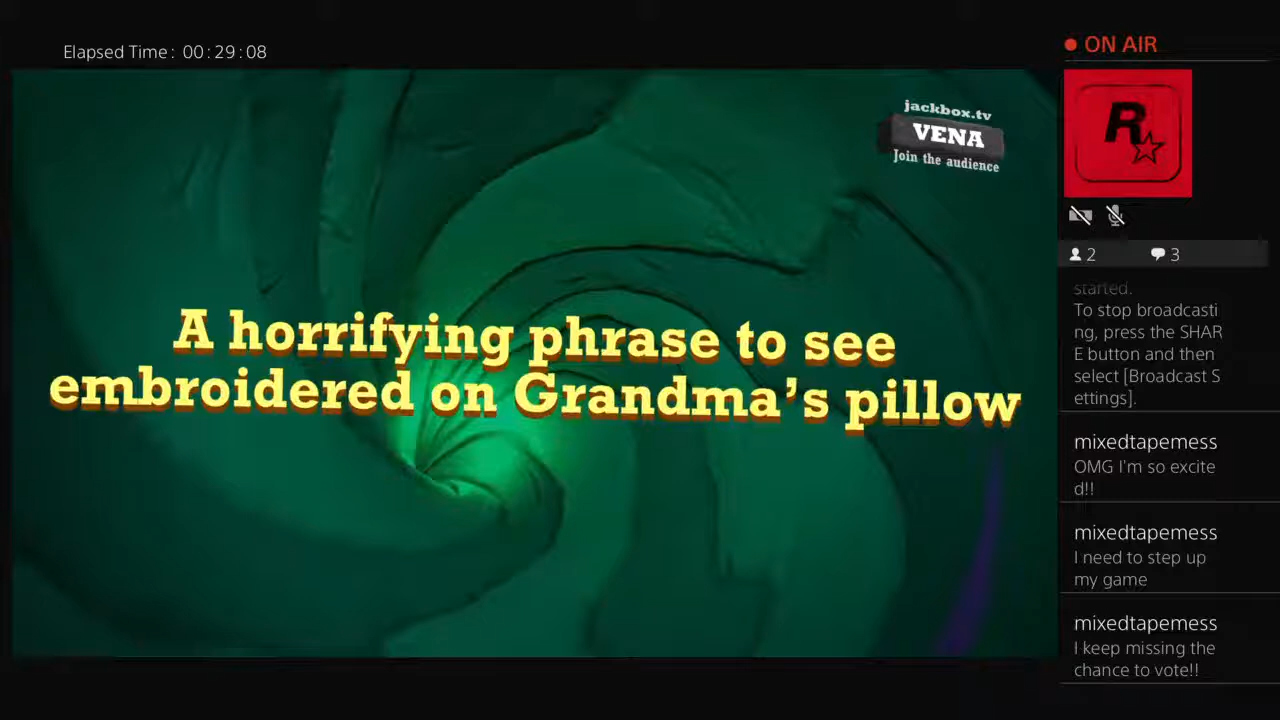 Elapsed Time: 00:29:08
ON AIR
jackbox.tv
VENA
Join the audience
R
A horrifying phrase to see
embroidered on Grandma's pillow
2
3
started.
To stop broadcasti
ng, press the SHAR
E button and then
select [Broadcast S
ettings].
mixedtapemess
OMG I'm so excite
d!!
mixedtapemess
I need to step up
my game
mixedtapemess
I keep missing the
chance to vote!!